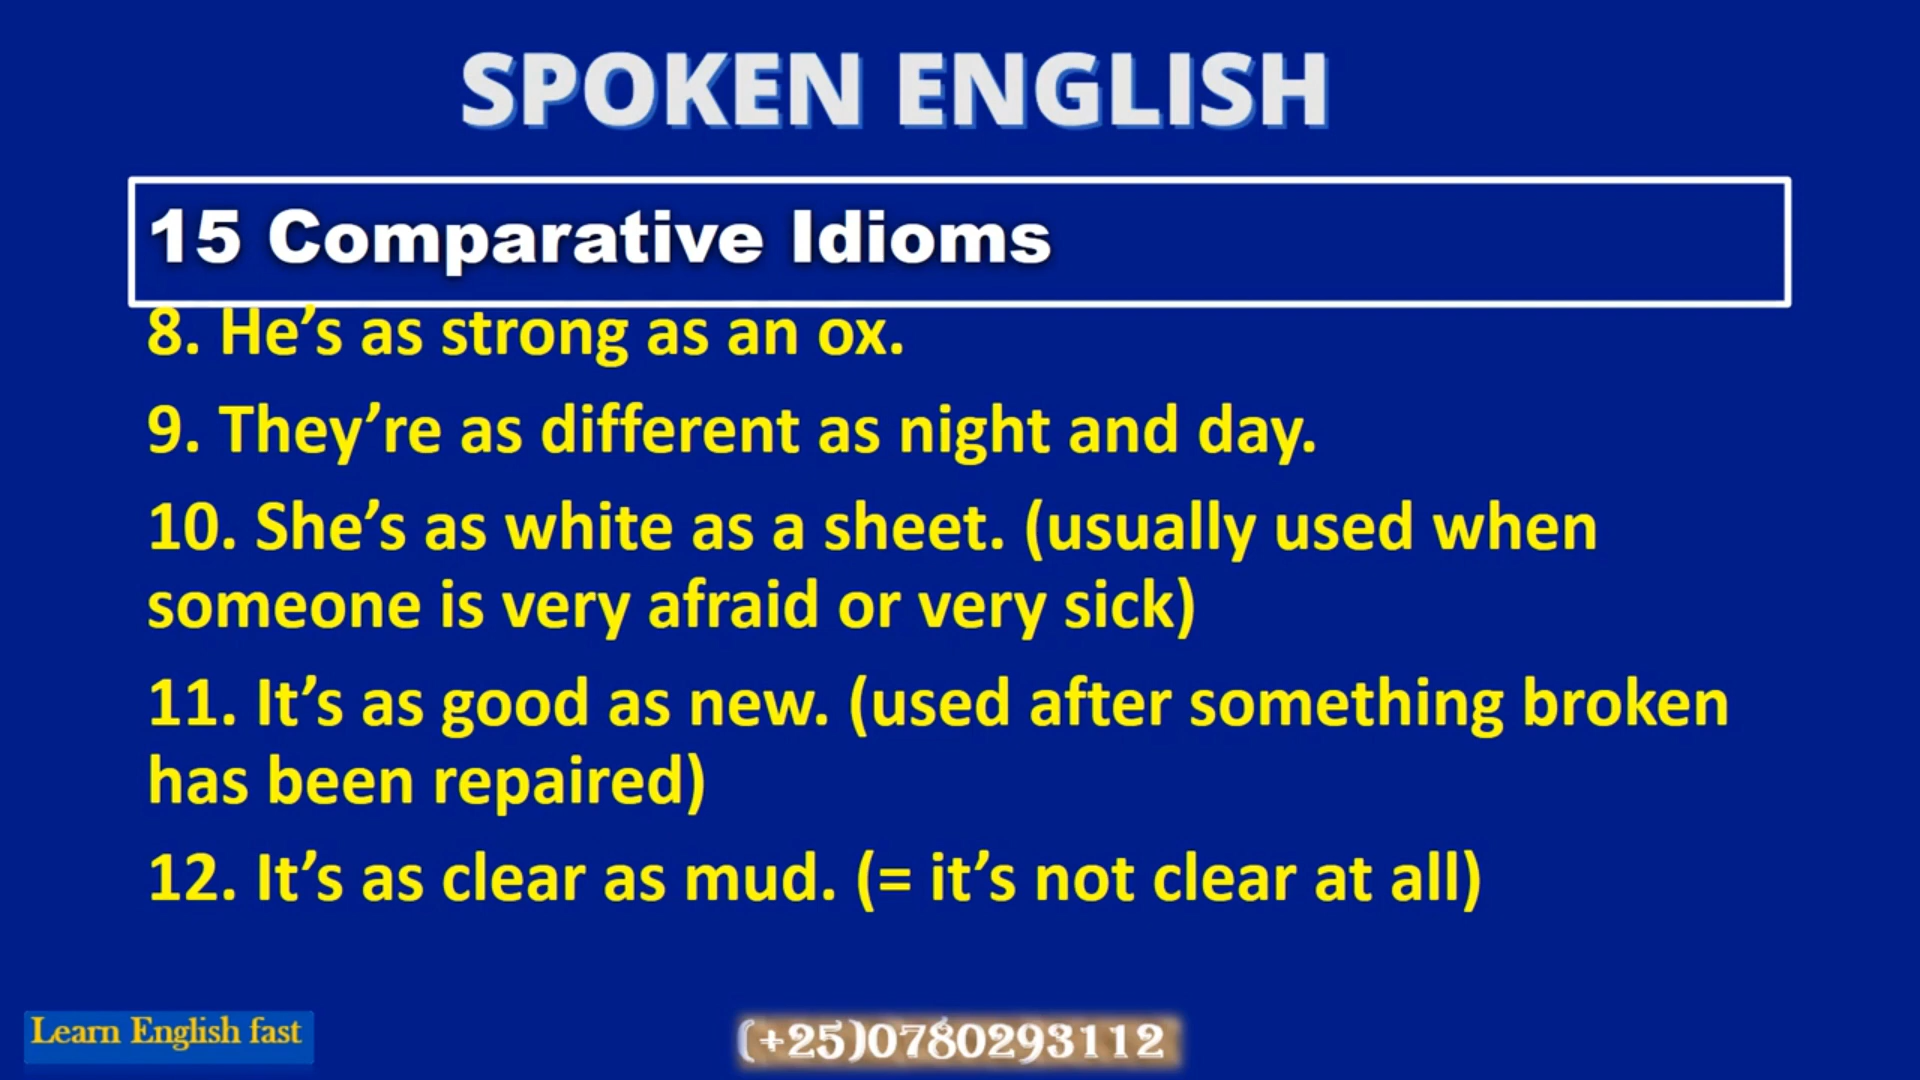 SPOKEN ENGLISH
15 Comparative Idioms
8. He’s as strong as an ox.
9. They’re as different as night and day.
10. She’s as white as a sheet. (usually used when
someone is very afraid or very sick)
11. It’s as good as new. (used after something broken
has been repaired)
12. It’s as clear as mud. (= it’s not clear at all)
Learn English fast
(+25)0780293112